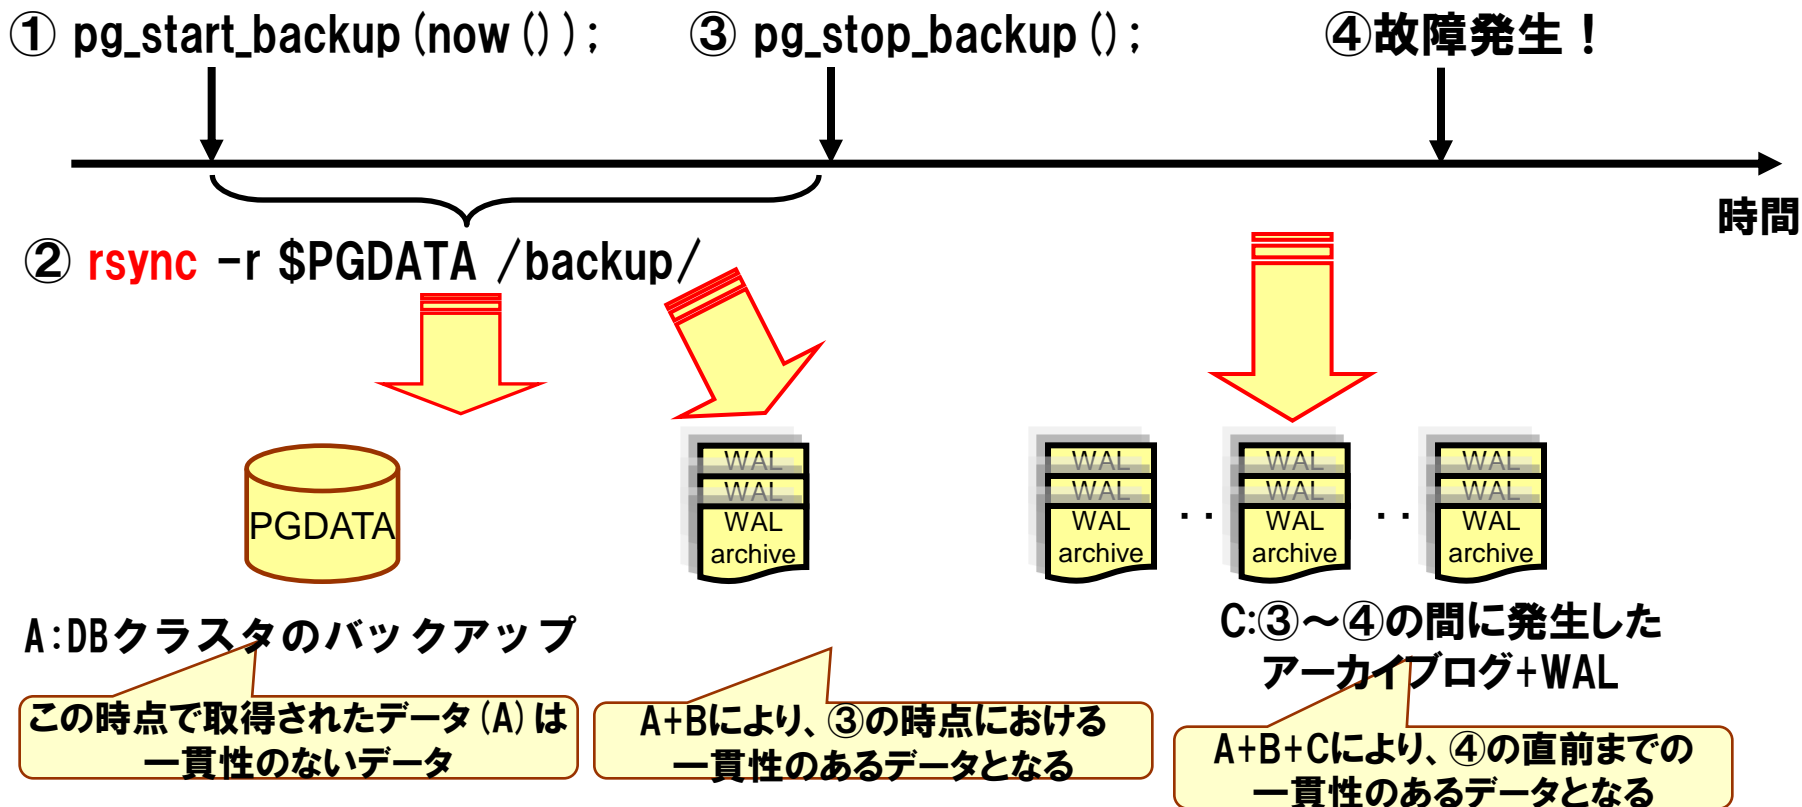 ① pg_start_backup(now());
③ pg_stop_backup();
④故障発生！
時間
② rsync -r $PGDATA /backup/
PGDATA
WAL
WAL
WAL
archive
WAL
WAL
WAL
archive
‥
WAL
WAL
WAL
archive
‥
WAL
WAL
WAL
archive
A:DBクラスタのバックアップ
この時点で取得されたデータ(A)は
一貫性のないデータ
A+Bにより、③の時点における
一貫性のあるデータとなる
C:③～④の間に発生した
アーカイブログ+WAL
A+B+Cにより、④の直前までの
一貫性のあるデータとなる